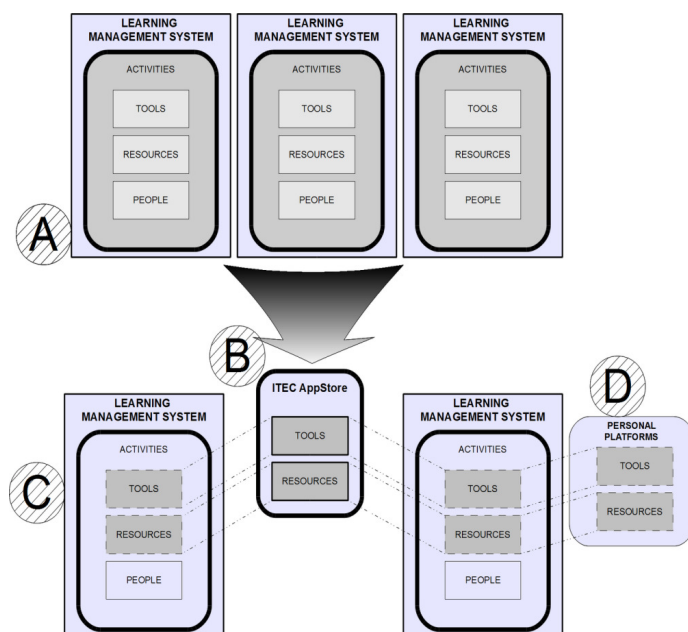 LEARNING
MANAGEMENT SYSTEM
ACTIVITIES
TOOLS
RESOURCES
PEOPLE
LEARNING
MANAGEMENT SYSTEM
ACTIVITIES
TOOLS
RESOURCES
PEOPLE
LEARNING
MANAGEMENT SYSTEM
ACTIVITIES
TOOLS
RESOURCES
PEOPLE
A
B
ITEC AppStore
TOOLS
RESOURCES
C
LEARNING
MANAGEMENT SYSTEM
ACTIVITIES
TOOLS
RESOURCES
PEOPLE
LEARNING
MANAGEMENT SYSTEM
ACTIVITIES
TOOLS
RESOURCES
PEOPLE
D
PERSONAL
PLATFORMS
TOOLS
RESOURCES